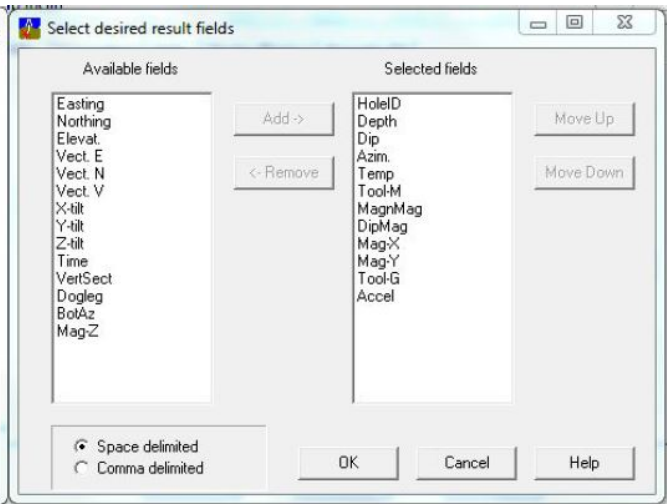 Select desired result fields
Available fields
Selected fields
Easting
Northing
Elevat.
Vect. E
Vect. N
Vect. V
X-tilt
Y-tilt
Z-tilt
Time
VertSect
Dogleg
BotAz
Mag-Z
Add ->
<- Remove
HoleID
Depth
Dip
Azim.
Temp
Tool-M
MagnMag
DipMag
Mag-X
Mag-Y
Tool-G
Accel
Move Up
Move Down
Space delimited
Comma delimited
OK
Cancel
Help